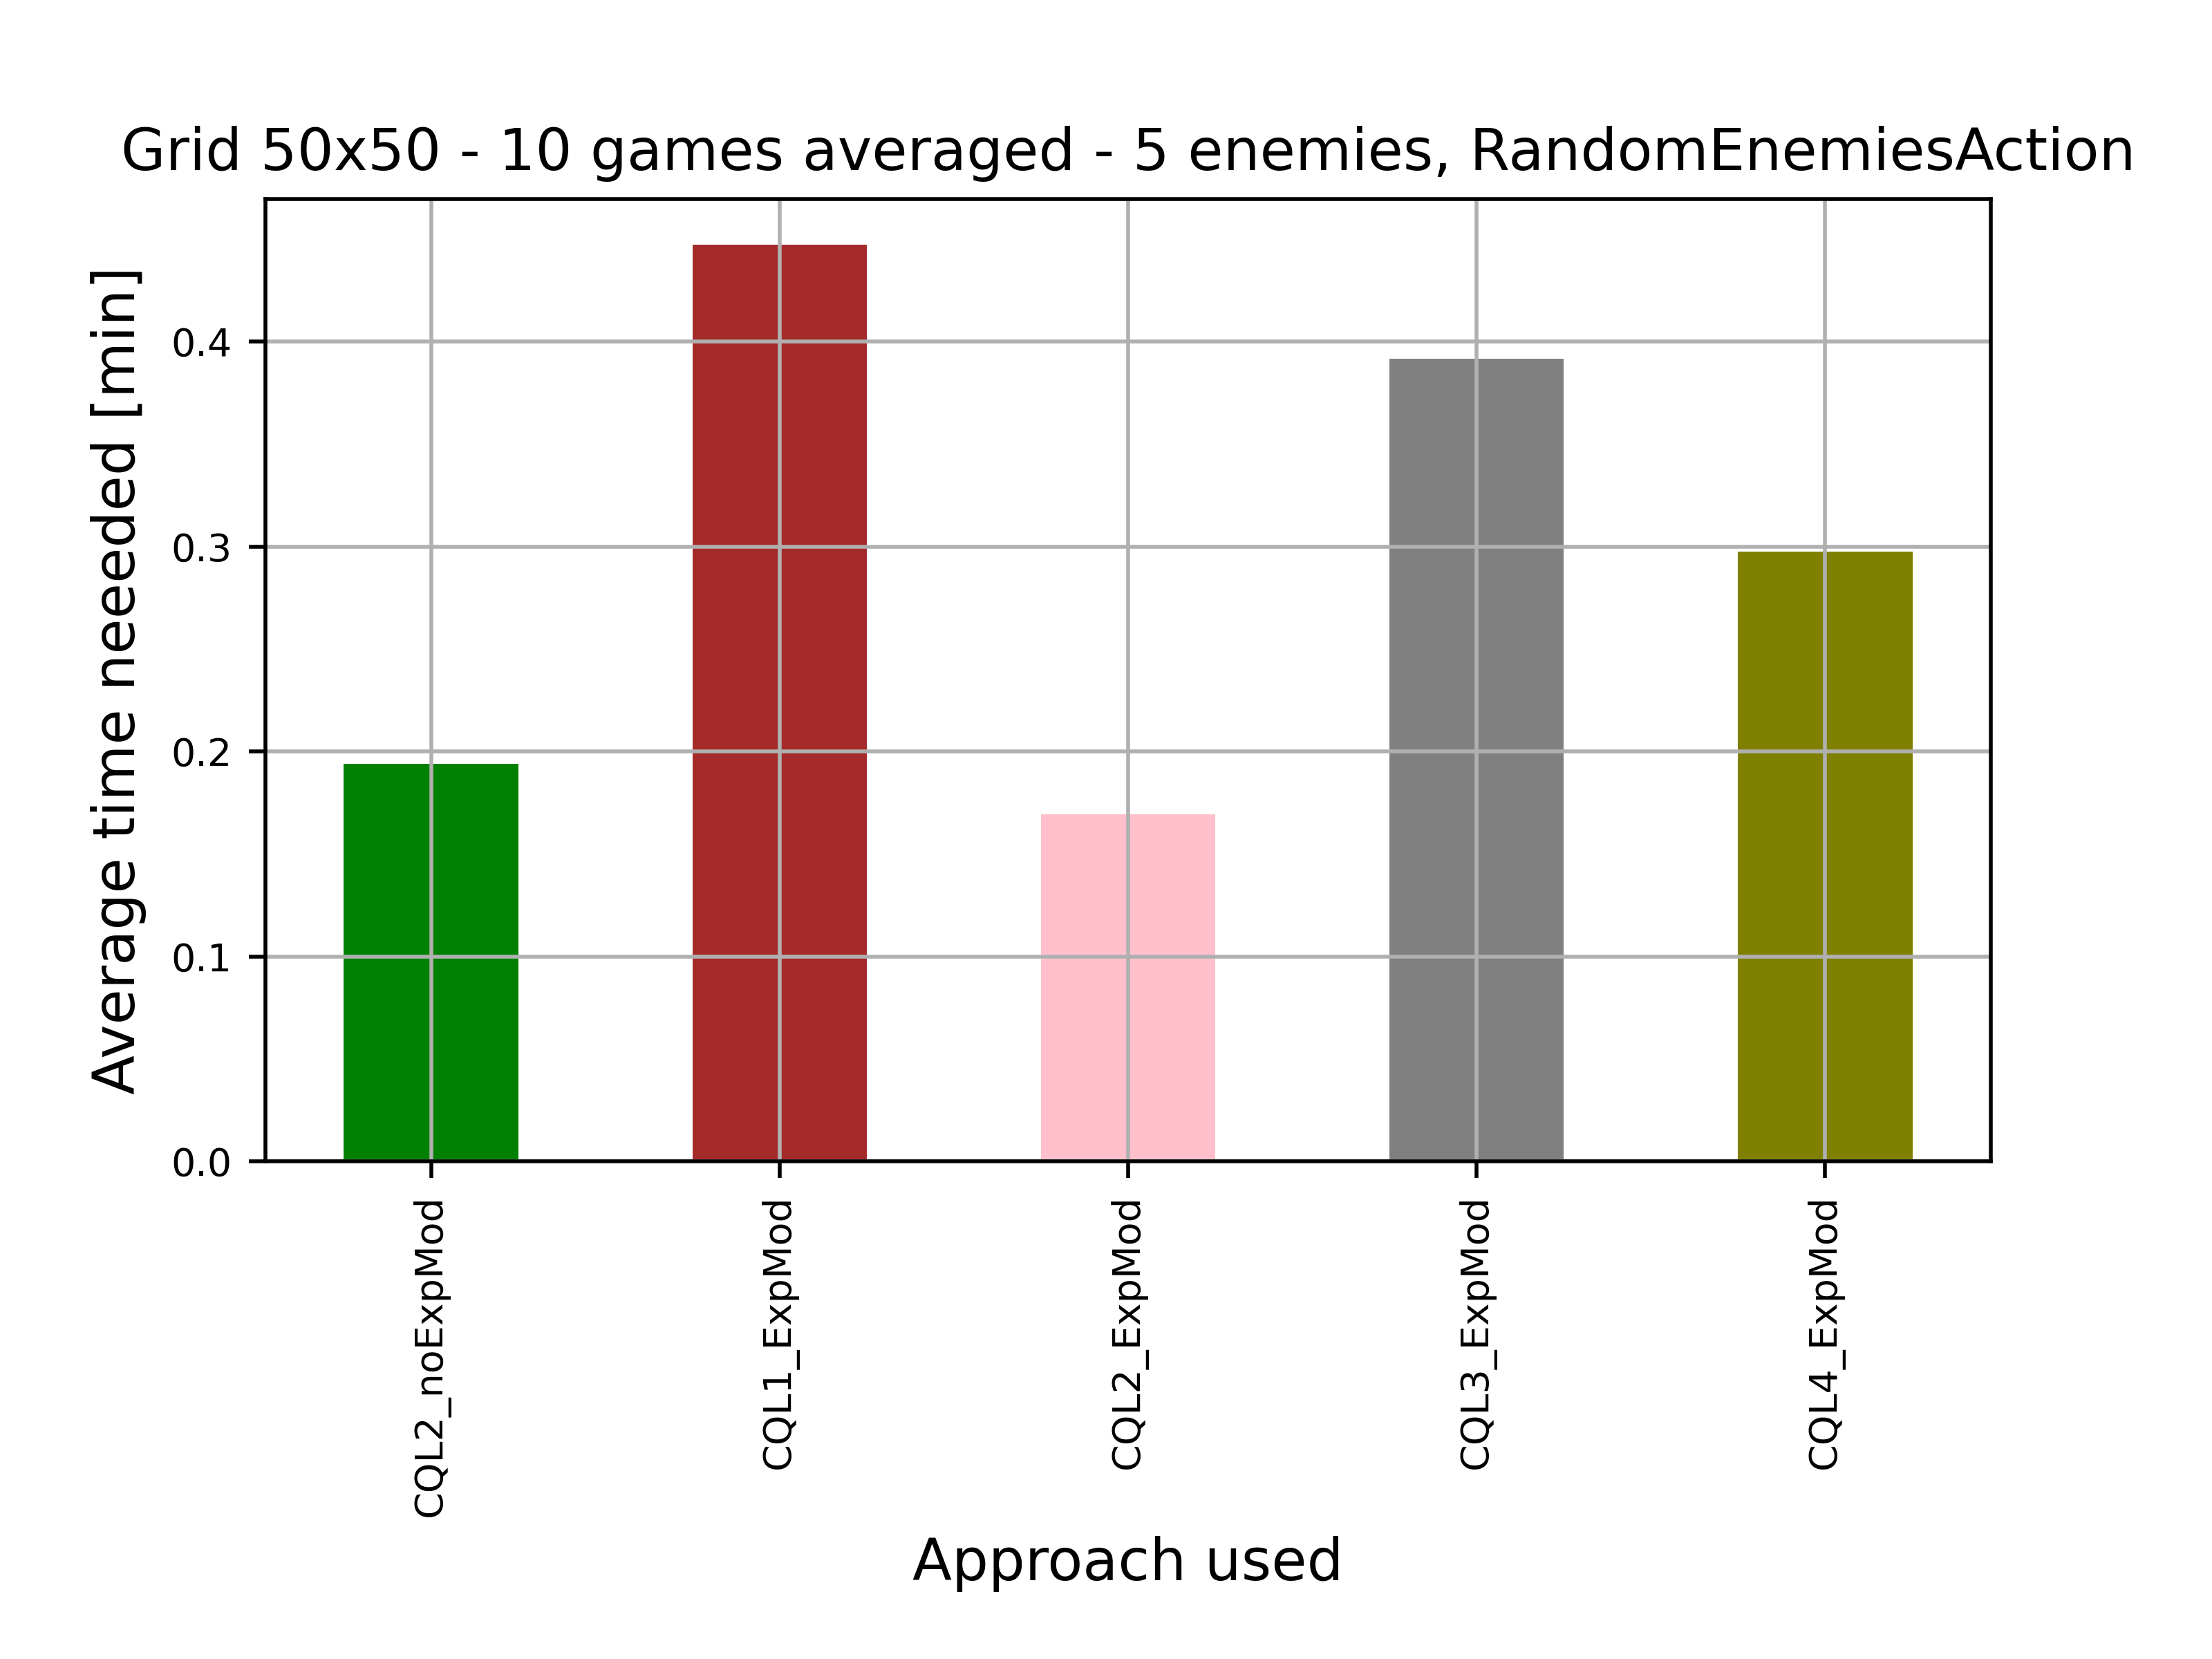 Grid 50x50 - 10 games averaged - 5 enemies, RandomEnemiesAction
Average time needed [min]
0.4
0.3
0.2
0.1
0.0
CQL2_noExpMod
CQL1_ExpMod
CQL2_ExpMod
CQL3_ExpMod
CQL4_ExpMod
Approach used